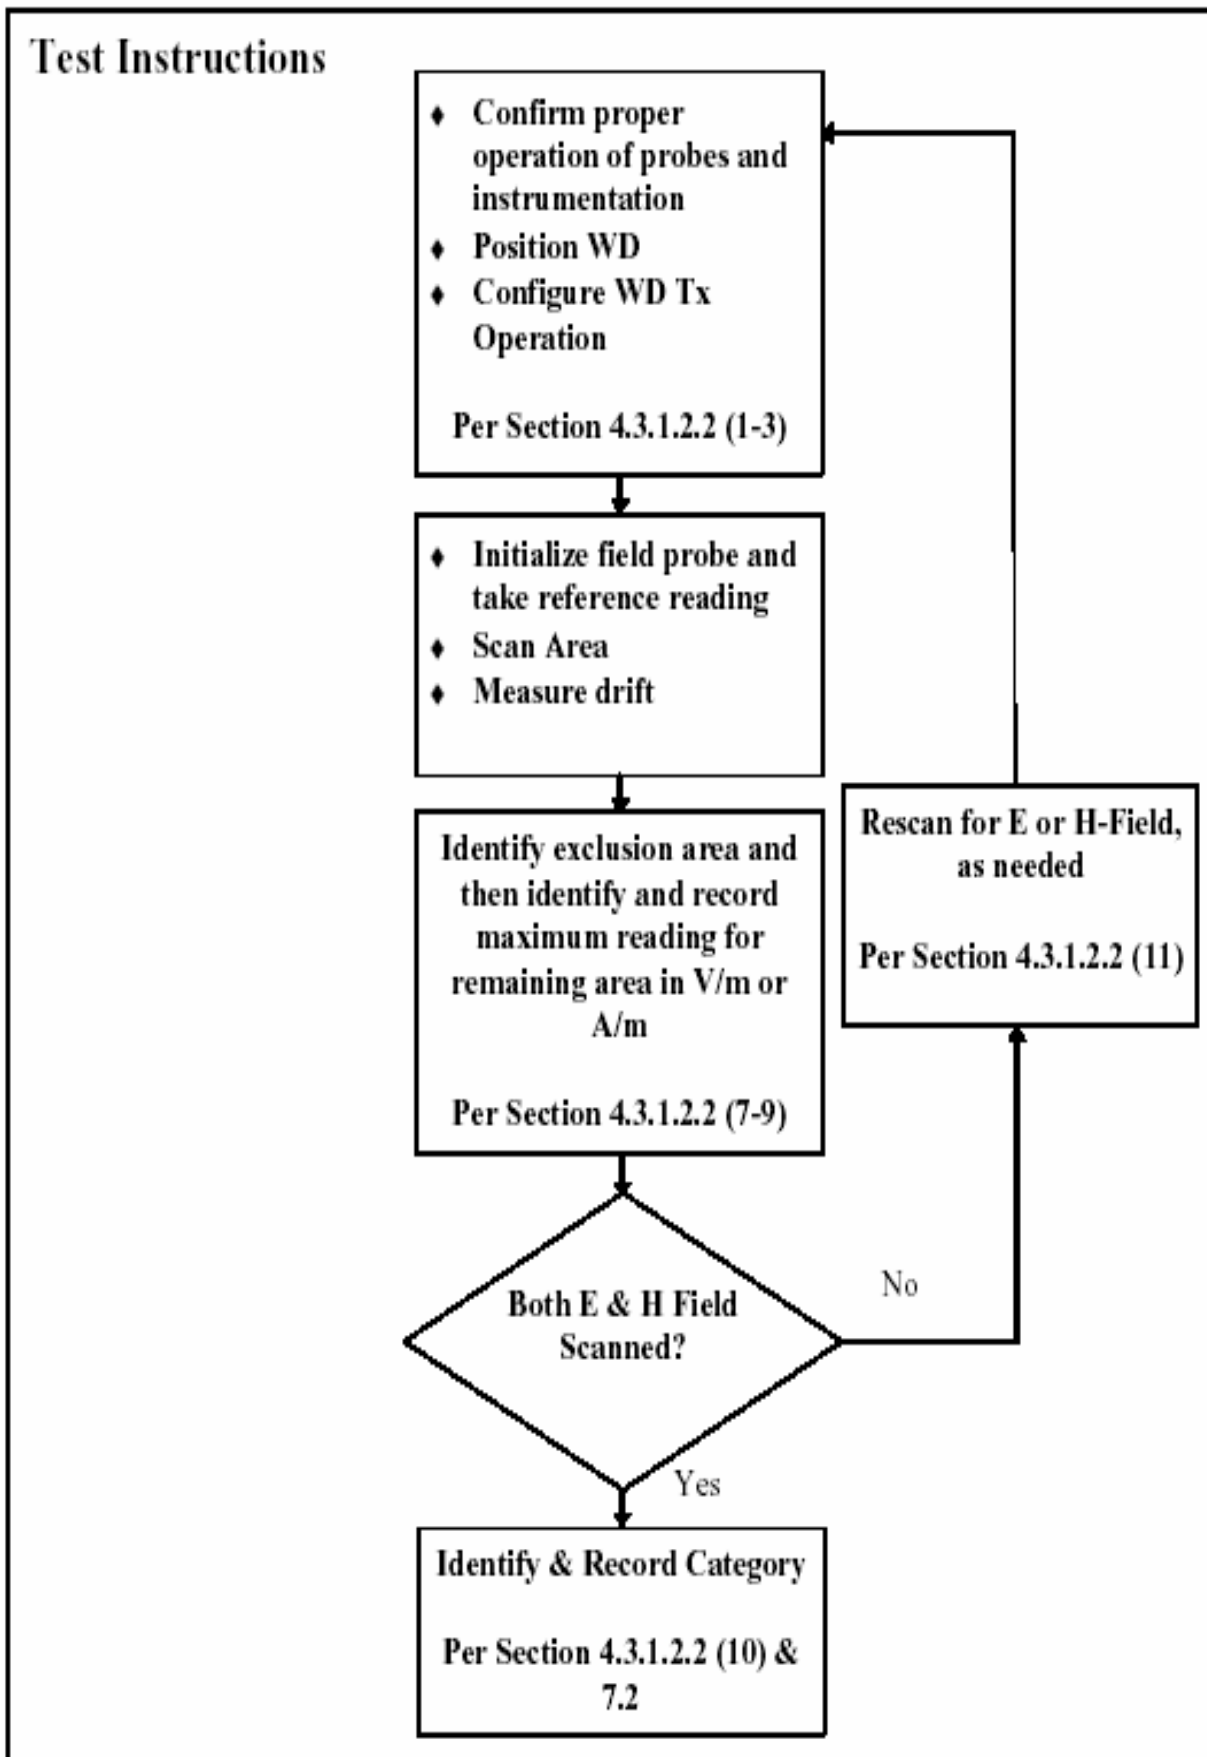 Test Instructions
♦ Confirm proper
operation of probes and
instrumentation
♦ Position WD
♦ Configure WD Tx
Operation
Per Section 4.3.1.2.2 (1-3)
♦ Initialize field probe and
take reference reading
♦ Scan Area
♦ Measure drift
Identify exclusion area and
then identify and record
maximum reading for
remaining area in V/m or
A/m
Per Section 4.3.1.2.2 (7-9)
Rescan for E or H-Field,
as needed
Per Section 4.3.1.2.2 (11)
Both E & H Field
Scanned?
No
Yes
Identify & Record Category
Per Section 4.3.1.2.2 (10) &
7.2